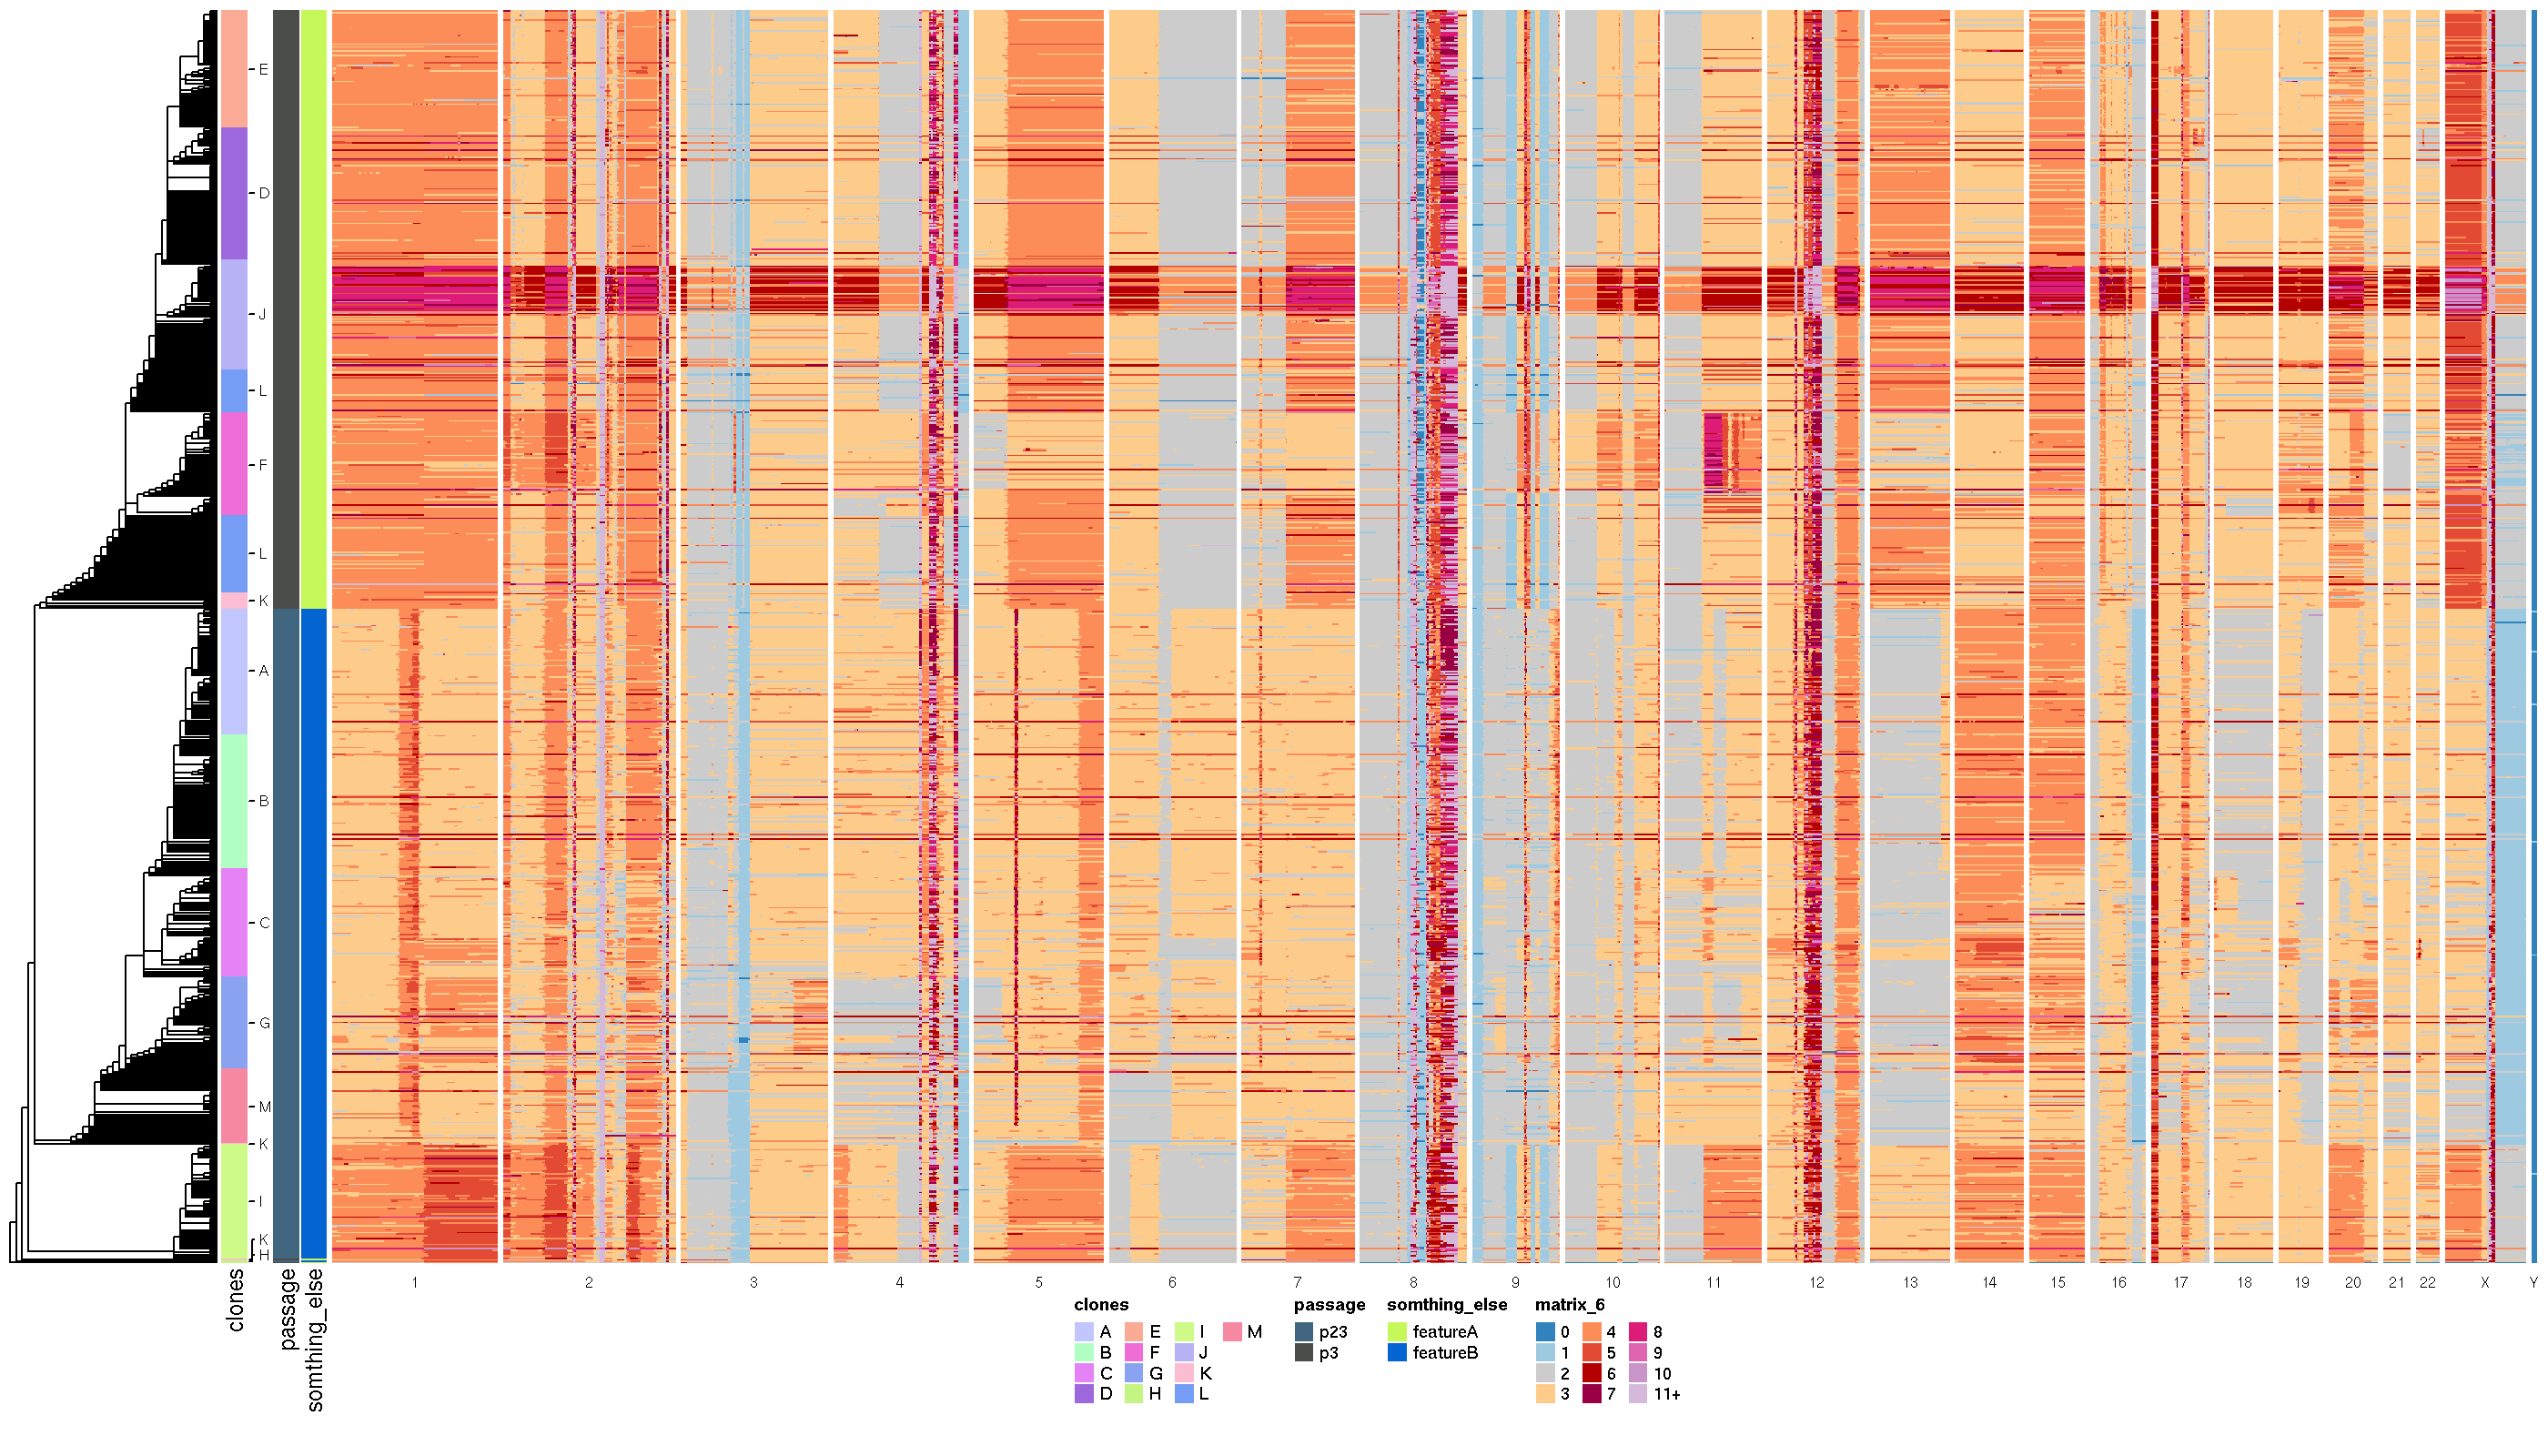 E
D
J
L
F
L
K
A
B
C
G
M
K
I
K
H
clones
passage
somthing_else
1 2 3 4 5 6 7 8 9 10 11 12 13 14 15 16 17 18 19 20 21 22 X Y
clones passage somthing_else matrix_6
A E I M p23 featureA 0 4 8
B F J p3 featureB 1 5 9
C G K 2 6 10
D H L 3 7 11+